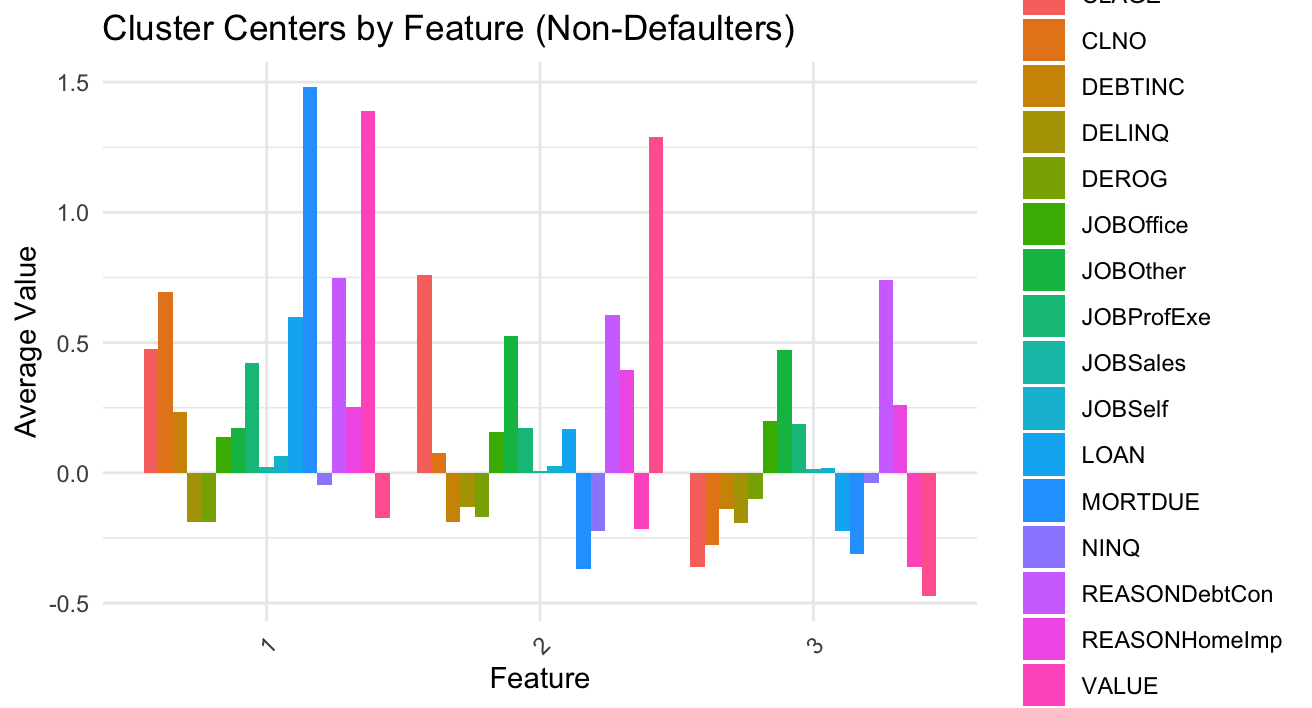 Cluster Centers by Feature (Non-Defaulters)
Average Value
1.5
1.0
0.5
0.0
-0.5
1
2
3
Feature
CLNO
DEBTINC
DELINQ
DEROG
JOBOffice
JOBOther
JOBProfExe
JOBSales
JOBSelf
LOAN
MORTDUE
NINQ
REASONDebtCon
REASONHomeImp
VALUE